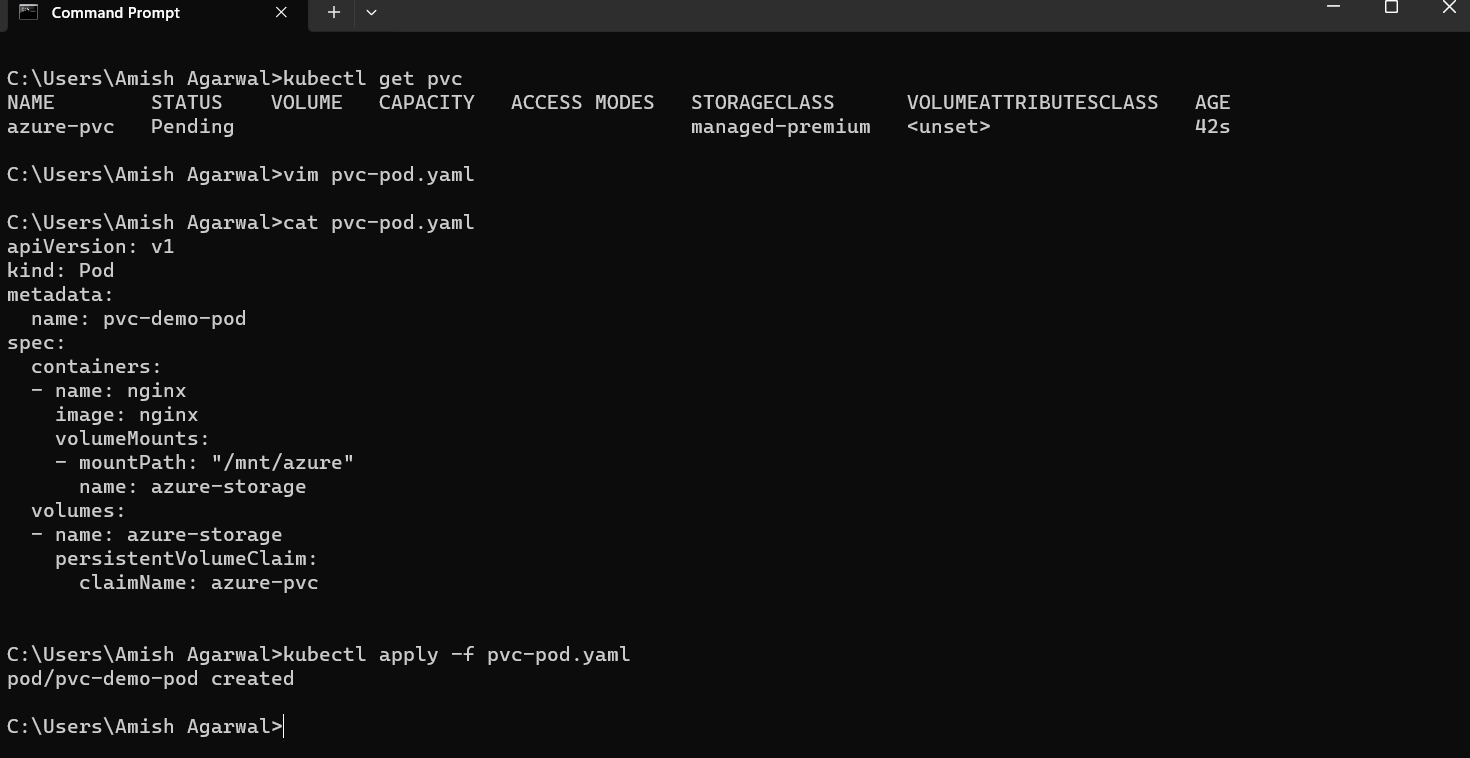 Command Prompt
C:\Users\Amish Agarwal>kubectl get pvc
NAME        STATUS    VOLUME   CAPACITY   ACCESS MODES   STORAGECLASS      VOLUMEATTRIBUTESCLASS   AGE
azure-pvc   Pending                                      managed-premium   <unset>                 42s
C:\Users\Amish Agarwal>vim pvc-pod.yaml
C:\Users\Amish Agarwal>cat pvc-pod.yaml
apiVersion: v1
kind: Pod
metadata:
  name: pvc-demo-pod
spec:
  containers:
  - name: nginx
    image: nginx
    volumeMounts:
    - mountPath: "/mnt/azure"
      name: azure-storage
  volumes:
  - name: azure-storage
    persistentVolumeClaim:
      claimName: azure-pvc
C:\Users\Amish Agarwal>kubectl apply -f pvc-pod.yaml
pod/pvc-demo-pod created
C:\Users\Amish Agarwal>